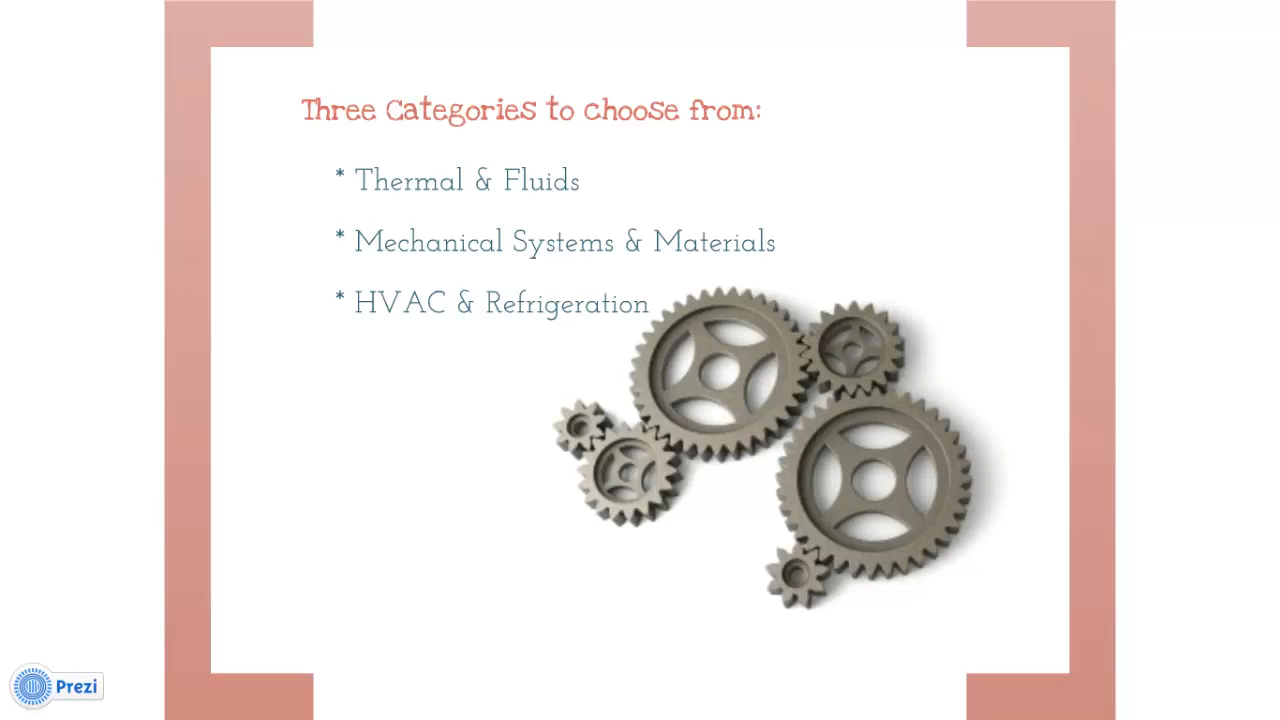 Three Categories to choose from:
* Thermal & Fluids
* Mechanical Systems & Materials
* HVAC & Refrigeration
Prezi